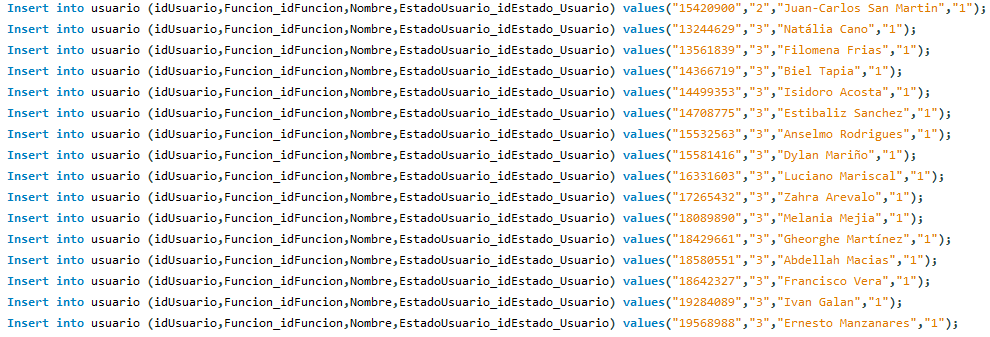 Insert into usuario (idUsuario,Funcion_idFuncion,Nombre,EstadoUsuario_idEstado_Usuario) values("15420900","2","Juan-Carlos San Martin","1");
Insert into usuario (idUsuario,Funcion_idFuncion,Nombre,EstadoUsuario_idEstado_Usuario) values("13244629","3","Natália Cano","1");
Insert into usuario (idUsuario,Funcion_idFuncion,Nombre,EstadoUsuario_idEstado_Usuario) values("13561839","3","Filomena Frias","1");
Insert into usuario (idUsuario,Funcion_idFuncion,Nombre,EstadoUsuario_idEstado_Usuario) values("14366719","3","Biel Tapia","1");
Insert into usuario (idUsuario,Funcion_idFuncion,Nombre,EstadoUsuario_idEstado_Usuario) values("14499353","3","Isidoro Acosta","1");
Insert into usuario (idUsuario,Funcion_idFuncion,Nombre,EstadoUsuario_idEstado_Usuario) values("14708775","3","Estibaliz Sanchez","1");
Insert into usuario (idUsuario,Funcion_idFuncion,Nombre,EstadoUsuario_idEstado_Usuario) values("15532563","3","Anselmo Rodrigues","1");
Insert into usuario (idUsuario,Funcion_idFuncion,Nombre,EstadoUsuario_idEstado_Usuario) values("15581416","3","Dylan Mariño","1");
Insert into usuario (idUsuario,Funcion_idFuncion,Nombre,EstadoUsuario_idEstado_Usuario) values("16331603","3","Luciano Mariscal","1");
Insert into usuario (idUsuario,Funcion_idFuncion,Nombre,EstadoUsuario_idEstado_Usuario) values("17265432","3","Zahra Arevalo","1");
Insert into usuario (idUsuario,Funcion_idFuncion,Nombre,EstadoUsuario_idEstado_Usuario) values("18089890","3","Melania Mejia","1");
Insert into usuario (idUsuario,Funcion_idFuncion,Nombre,EstadoUsuario_idEstado_Usuario) values("18429661","3","Gheorghe Martínez","1");
Insert into usuario (idUsuario,Funcion_idFuncion,Nombre,EstadoUsuario_idEstado_Usuario) values("18580551","3","Abdellah Macias","1");
Insert into usuario (idUsuario,Funcion_idFuncion,Nombre,EstadoUsuario_idEstado_Usuario) values("18642327","3","Francisco Vera","1");
Insert into usuario (idUsuario,Funcion_idFuncion,Nombre,EstadoUsuario_idEstado_Usuario) values("19284089","3","Ivan Galan","1");
Insert into usuario (idUsuario,Funcion_idFuncion,Nombre,EstadoUsuario_idEstado_Usuario) values("19568988","3","Ernesto Manzanares","1");